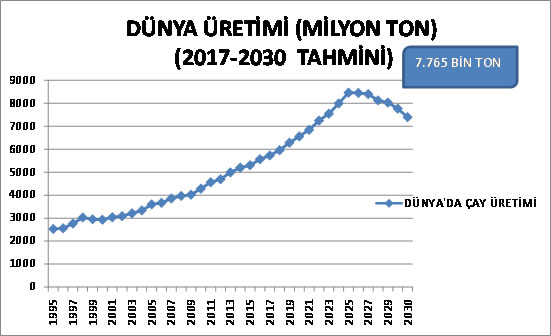 DÜNYA ÜRETİMİ (MİLYON TON)
(2017-2030 TAHMİNİ)
7.765 BİN TON
9000
8000
7000
6000
5000
4000
3000
2000
1000
0
DÜNYA'DA ÇAY ÜRETİMİ
1995 1997 1999 2001 2003 2005 2007 2009 2011 2013 2015 2017 2019 2021 2023 2025 2027 2029 2030